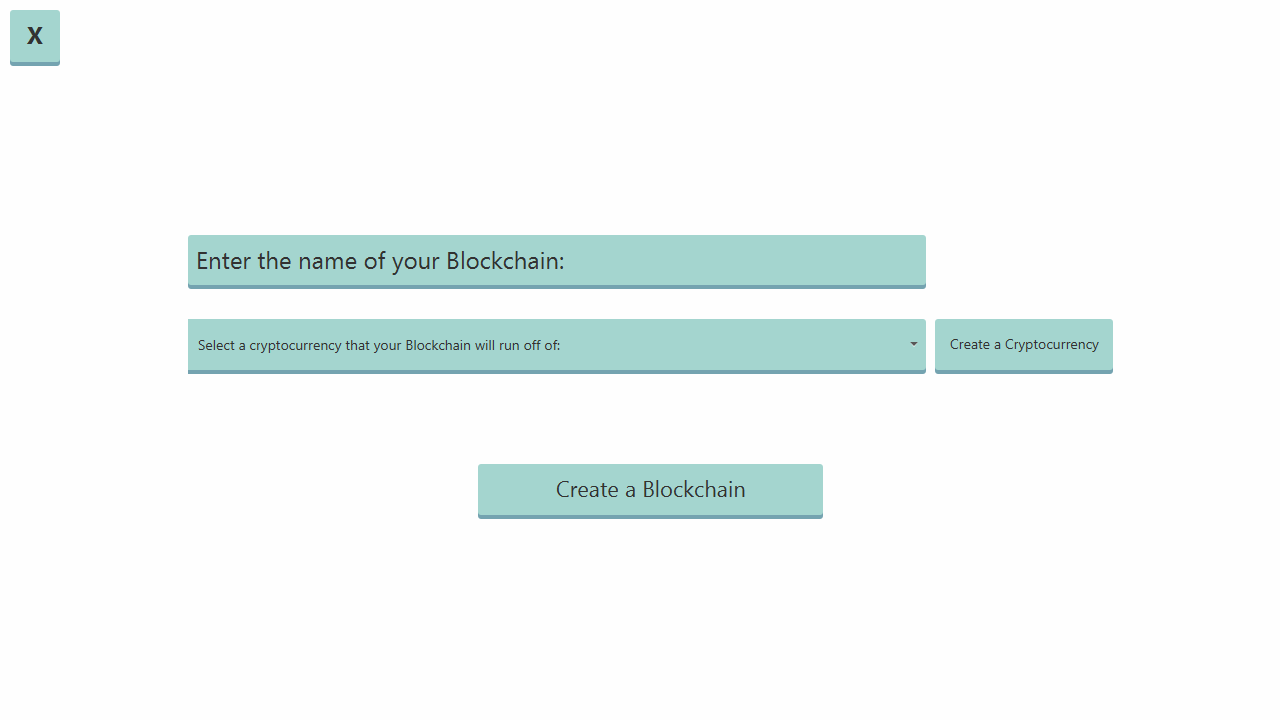 X
Enter the name of your Blockchain:
Select a cryptocurrency that your Blockchain will run off of:
Create a Cryptocurrency
Create a Blockchain